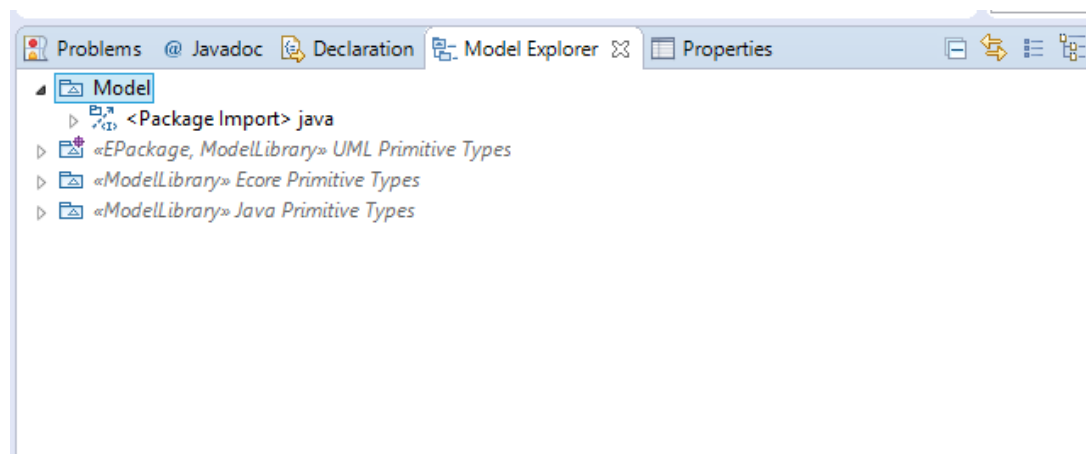 Problems @ Javadoc Declaration Model Explorer Properties
Model
<Package Import> java
«EPackage, ModelLibrary» UML Primitive Types
«ModelLibrary» Ecore Primitive Types
«ModelLibrary» Java Primitive Types